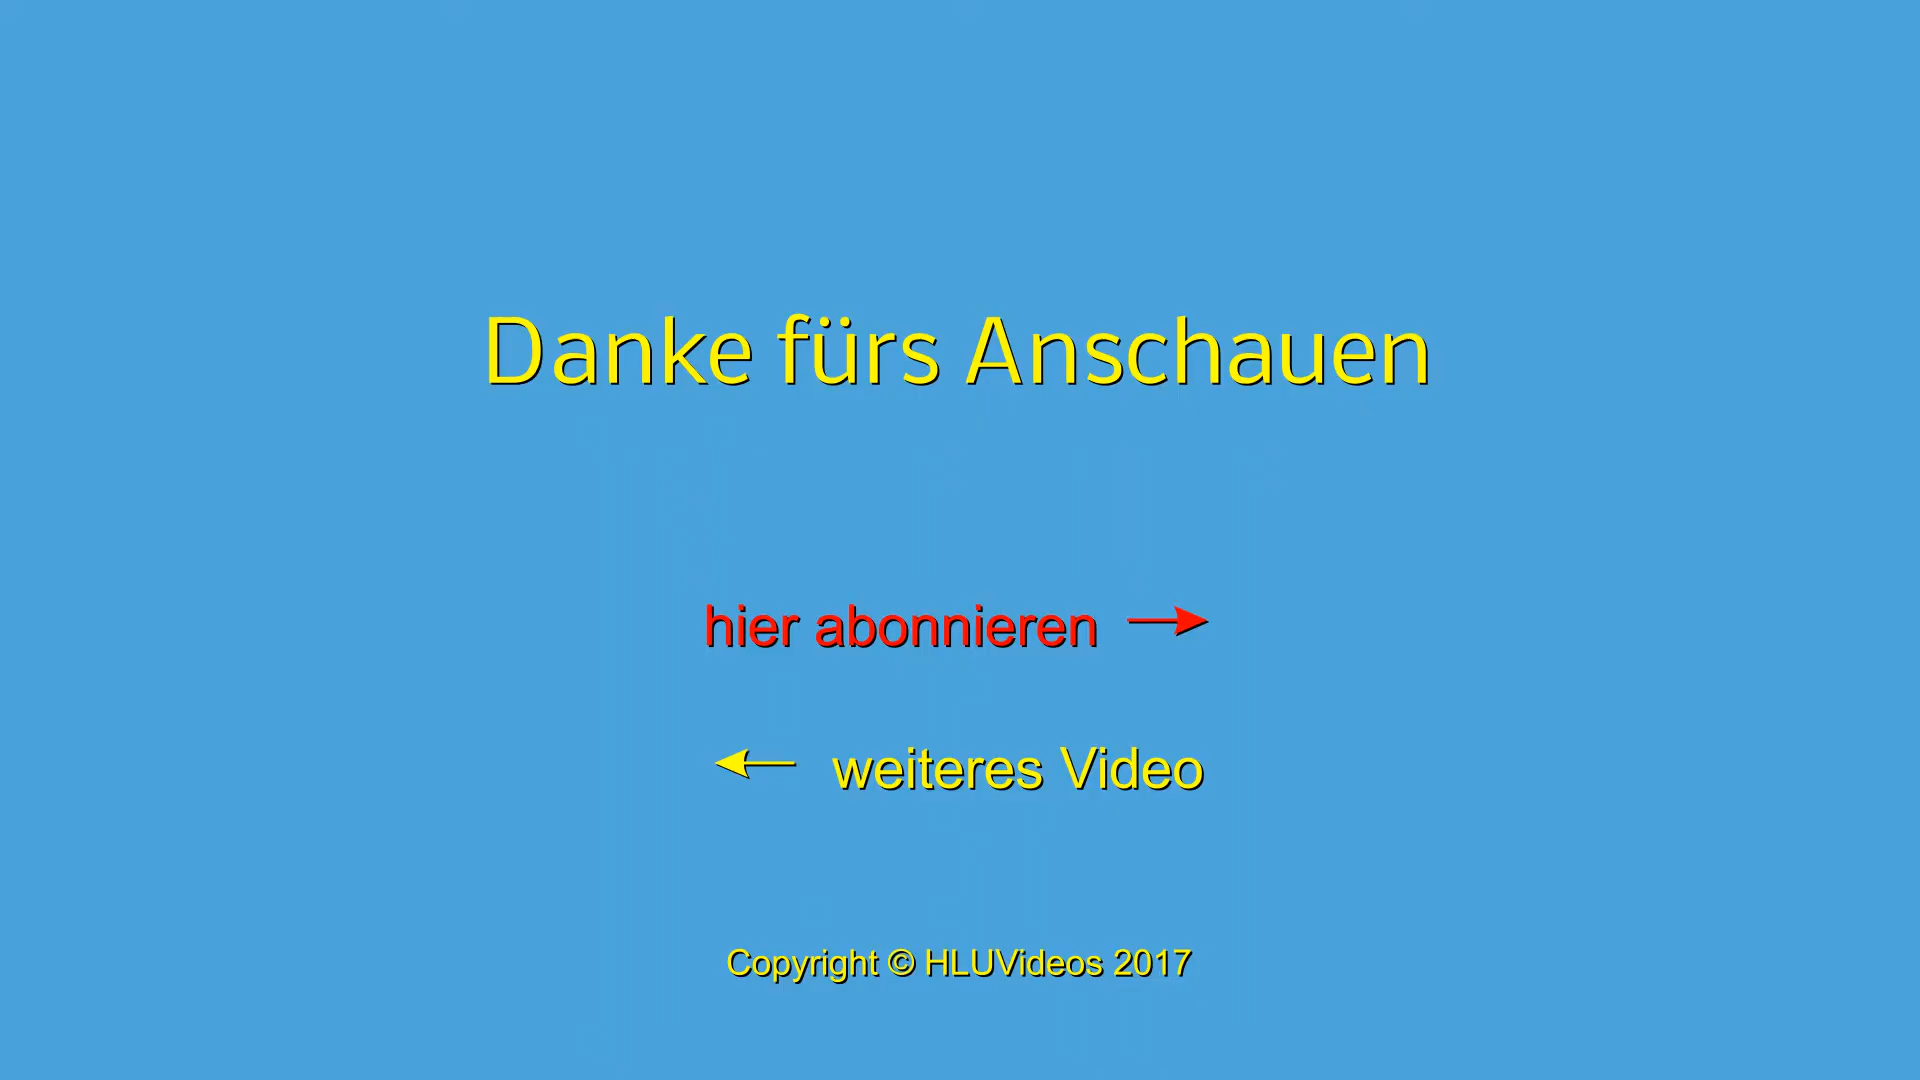 Danke fürs Anschauen
hier abonnieren →
← weiteres Video
Copyright © HLUVideos 2017